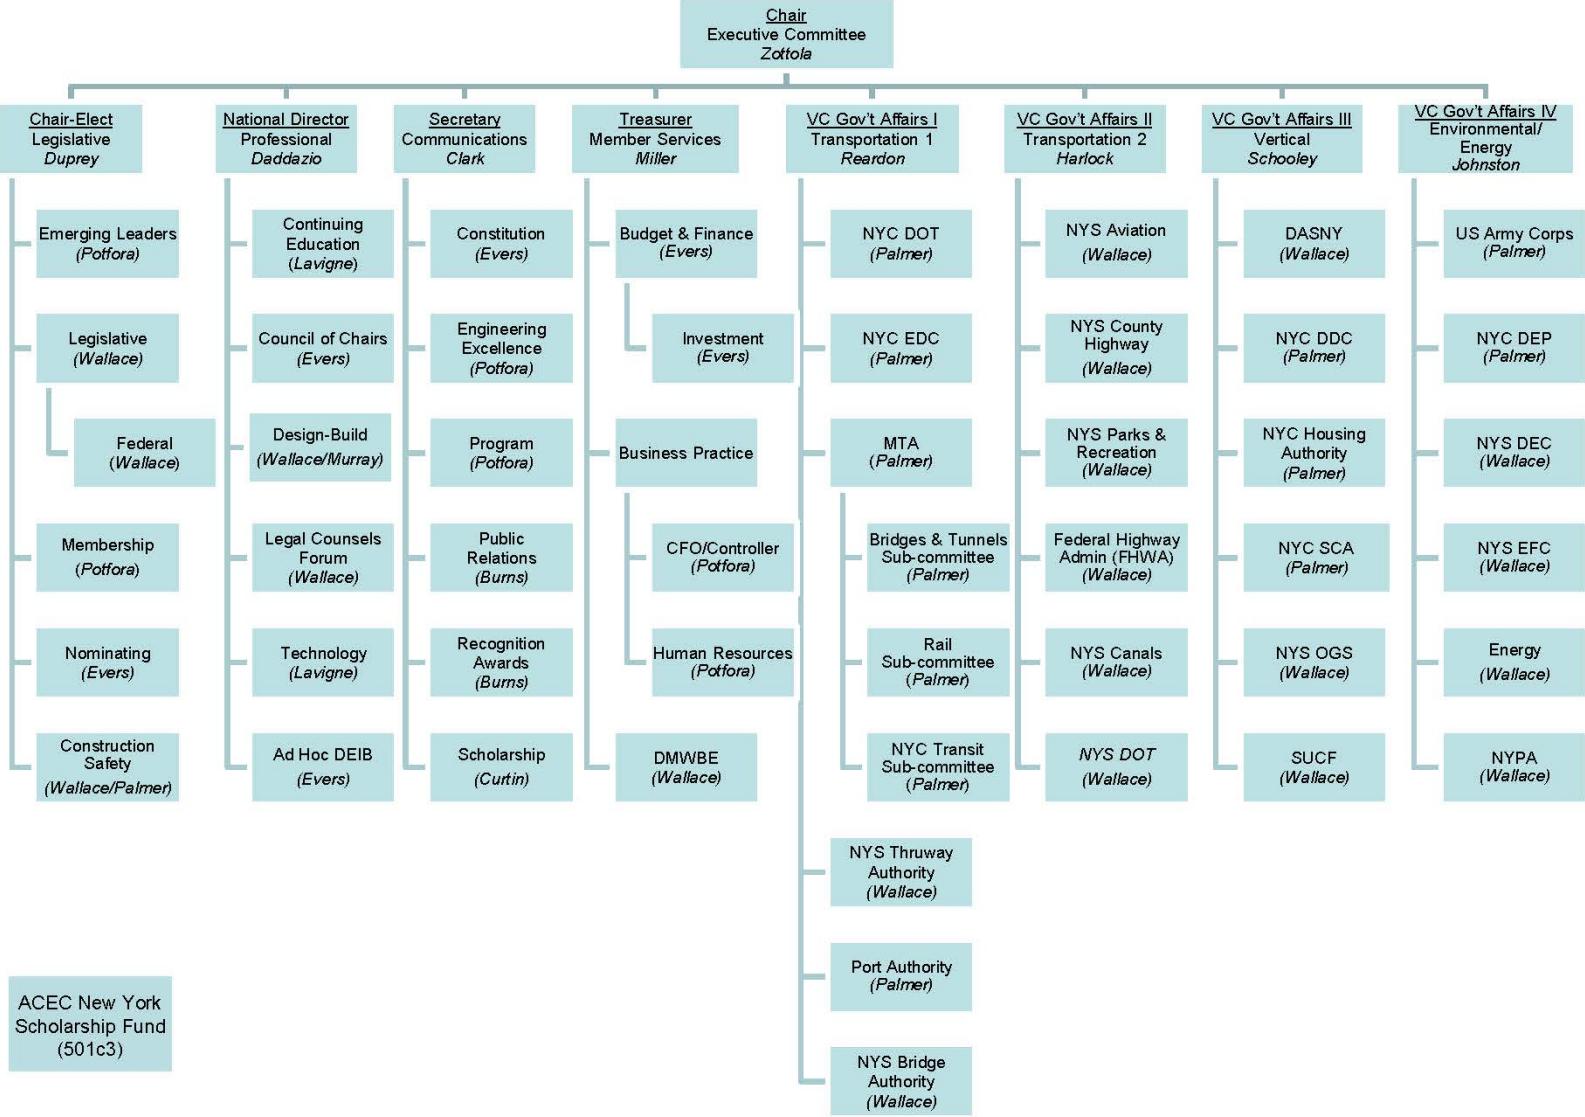 Chair
Executive Committee
Zottola
Chair-Elect
Legislative
Duprey
National Director
Professional
Daddazio
Secretary
Communications
Clark
Treasurer
Member Services
Miller
VC Gov't Affairs I
Transportation 1
Reardon
VC Gov't Affairs II
Transportation 2
Harlock
VC Gov't Affairs III
Vertical
Schooley
VC Gov't Affairs IV
Environmental/
Energy
Johnston
Emerging Leaders
(Potfora)
Legislative
(Wallace)
Federal
(Wallace)
Membership
(Potfora)
Nominating
(Evers)
Construction
Safety
(Wallace/Palmer)
Continuing
Education
(Lavigne)
Council of Chairs
(Evers)
Design-Build
(Wallace/Murray)
Legal Counsels
Forum
(Wallace)
Technology
(Lavigne)
Ad Hoc DEIB
(Evers)
Constitution
(Evers)
Engineering
Excellence
(Potfora)
Program
(Potfora)
Public
Relations
(Burns)
Recognition
Awards
(Burns)
Scholarship
(Curtin)
Budget & Finance
(Evers)
Investment
(Evers)
Business Practice
CFO/Controller
(Potfora)
Human Resources
(Potfora)
DMWBE
(Wallace)
NYC DOT
(Palmer)
NYC EDC
(Palmer)
MTA
(Palmer)
Bridges & Tunnels
Sub-committee
(Palmer)
Rail
Sub-committee
(Palmer)
NYC Transit
Sub-committee
(Palmer)
NYS Thruway
Authority
(Wallace)
Port Authority
(Palmer)
NYS Bridge
Authority
(Wallace)
NYS Aviation
(Wallace)
NYS County
Highway
(Wallace)
NYS Parks &
Recreation
(Wallace)
Federal Highway
Admin (FHWA)
(Wallace)
NYS Canals
(Wallace)
NYS DOT
(Wallace)
DASNY
(Wallace)
NYC DDC
(Palmer)
NYC Housing
Authority
(Palmer)
NYC SCA
(Palmer)
NYS OGS
(Wallace)
SUCF
(Wallace)
US Army Corps
(Palmer)
NYC DEP
(Palmer)
NYS DEC
(Wallace)
NYS EFC
(Wallace)
Energy
(Wallace)
NYPA
(Wallace)
ACEC New York
Scholarship Fund
(501c3)